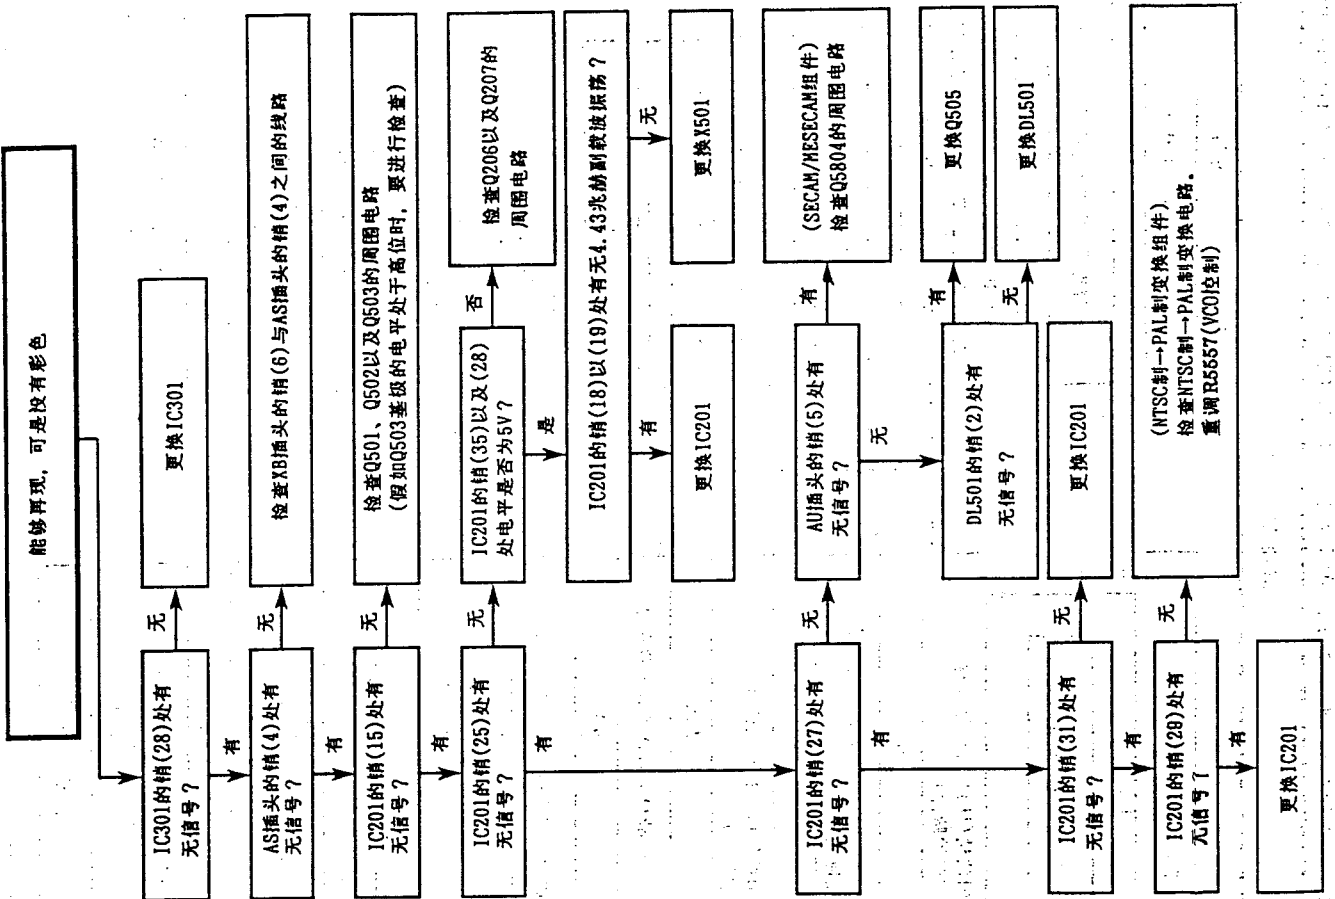 能够再现，可是没有彩色
IC301的销(28)处有
无信号？
无
更换IC301
有
AS插头的销(4)处有
无信号？
无
检查XB插头的销(6)与AS插头的销(4)之间的线路
有
IC201的销(15)处有
无信号？
无
检查Q501、Q502以及Q503的周围电路
(假如Q503基极的电平处于高位时，要进行检查)
有
IC201的销(25)处有
无信号？
无
IC201的销(35)以及(28)
处电平是否为5V？
否
检查Q206以及Q207的
周围电路
是
IC201的销(18)以(19)处有无4.43兆赫副载波振荡？
无
更换X501
有
更换IC201
有
IC201的销(27)处有
无信号？
无
AU插头的销(5)处有
无信号？
有
(SECAM/MESECAM组件)
检查Q5804的周围电路
无
DL501的销(2)处有
无信号？
有
更换Q505
无
更换DL501
有
IC201的销(31)处有
无信号？
无
更换IC201
有
IC201的销(29)处有
无信号？
无
(NTSC制→PAL制变换组件)
检查NTSC制→PAL制变换电路。
重调R5557(VCO控制)
有
更换IC201